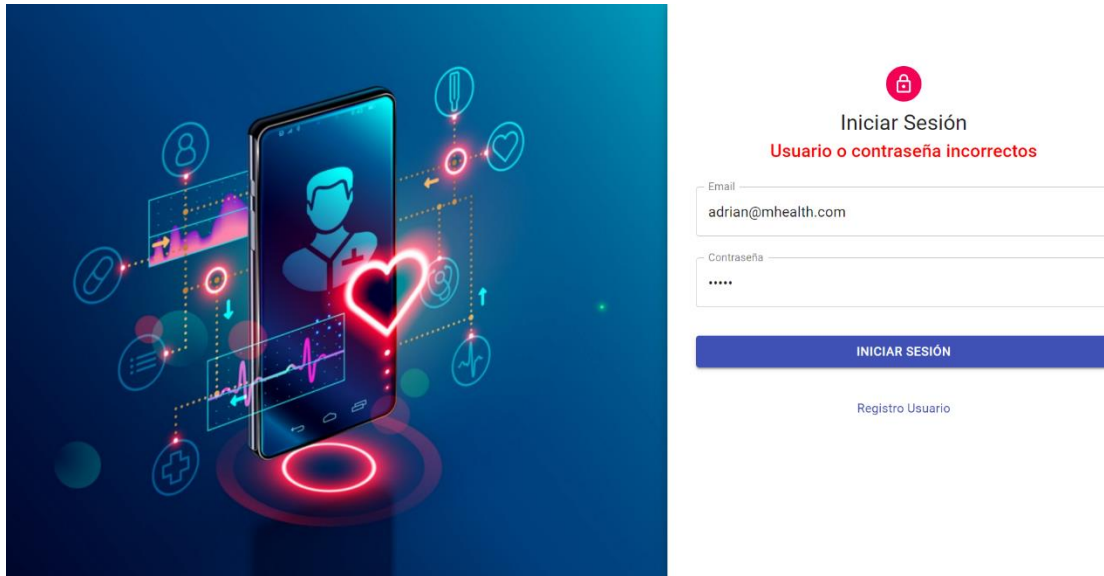 Iniciar Sesión
Usuario o contraseña incorrectos
Email
adrian@mhealth.com
Contraseña
•••••
INICIAR SESIÓN
Registro Usuario